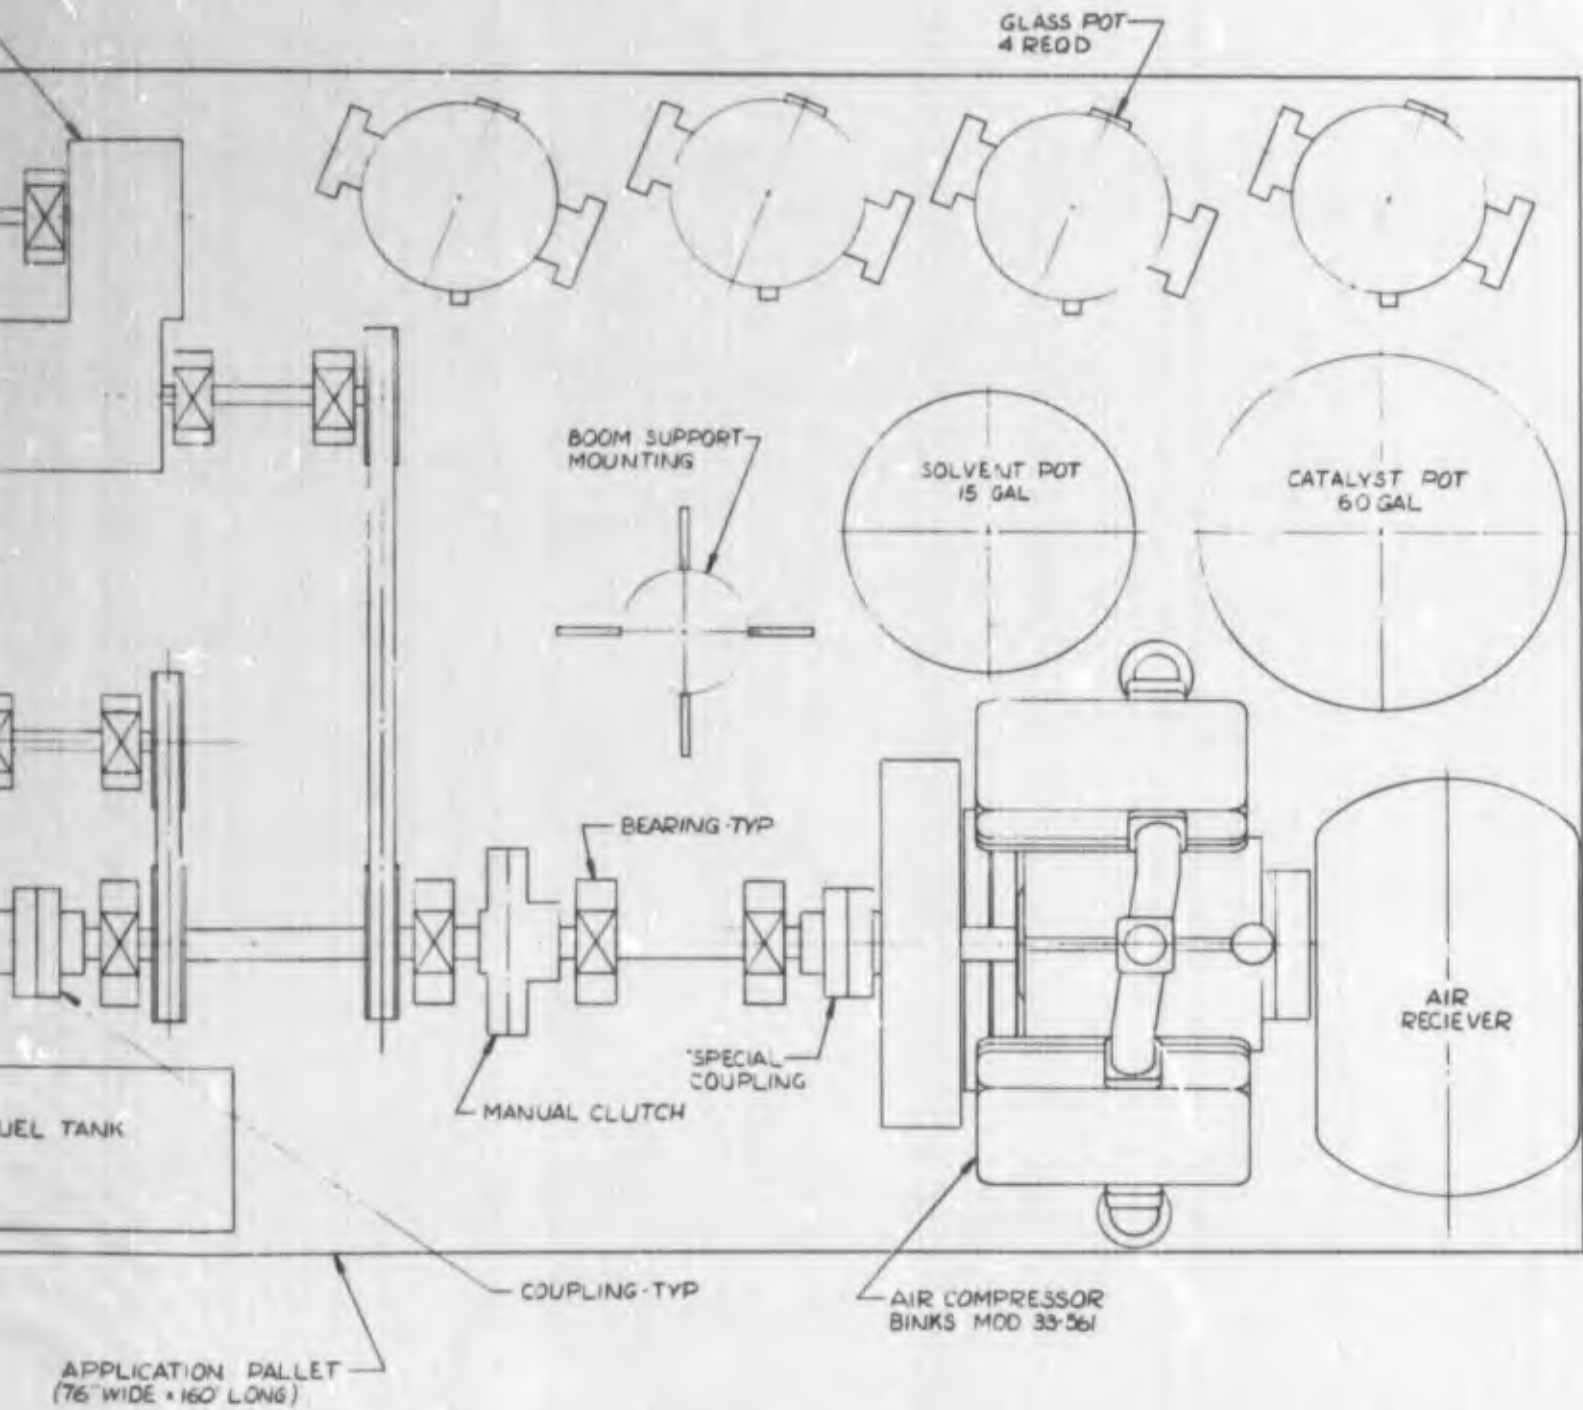 GLASS POT
4 REQD
BOOM SUPPORT
MOUNTING
SOLVENT POT
15 GAL
CATALYST POT
60 GAL
BEARING-TYP
AIR
RECIEVER
SPECIAL
COUPLING
MANUAL CLUTCH
UEL TANK
COUPLING-TYP
AIR COMPRESSOR
BINKS MOD 33-561
APPLICATION PALLET
(76" WIDE × 160" LONG)